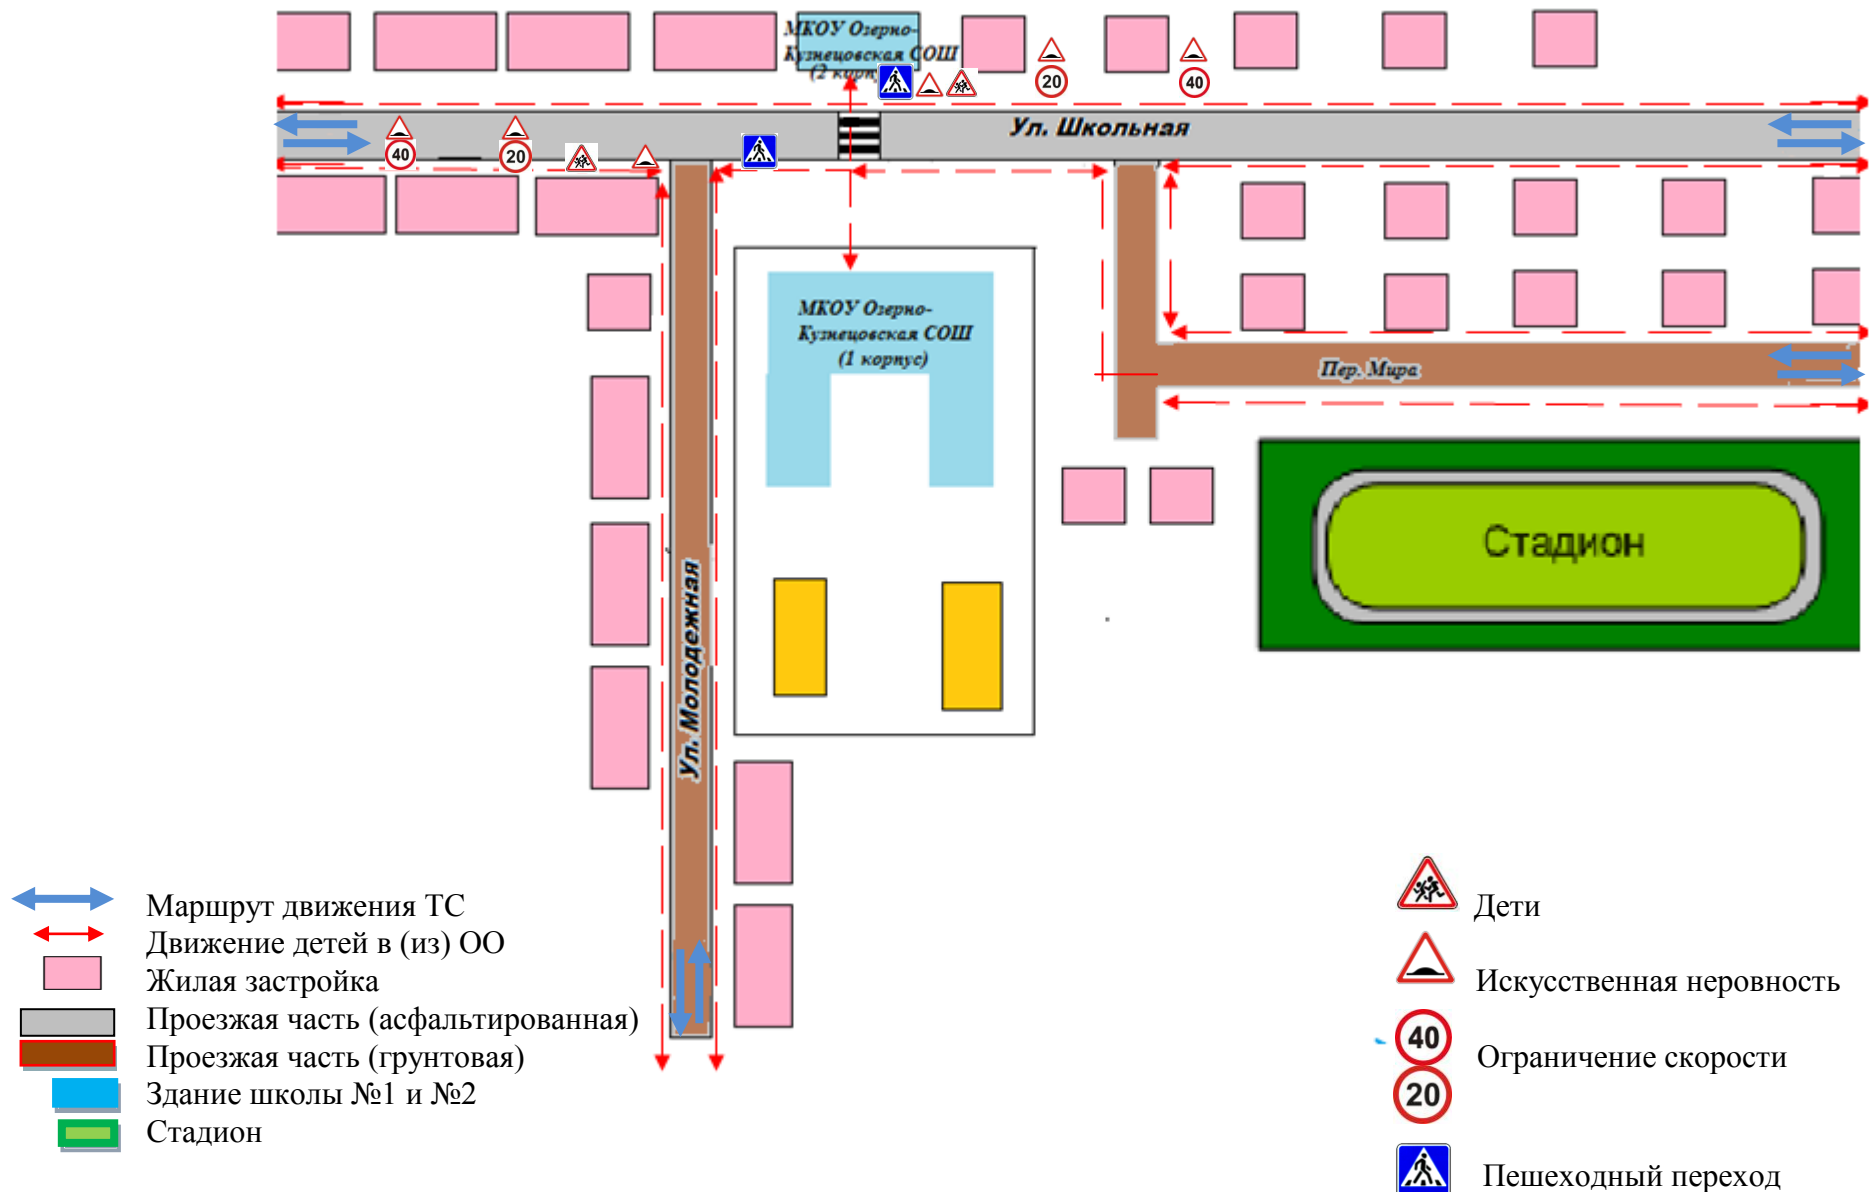 МКОУ Озерно-
Кузнецовская СОШ
(2 корпу
20
40
Ул. Школьная
40
20
МКОУ Озерно-
Кузнецовская СОШ
(1 корпус)
Пер. Мира
Стадион
Ул. Молодежная
Маршрут движения ТС
Движение детей в (из) ОО
Жилая застройка
Проезжая часть (асфальтированная)
Проезжая часть (грунтовая)
Здание школы №1 и №2
Стадион
Дети
Искусственная неровность
40
Ограничение скорости
20
Пешеходный переход